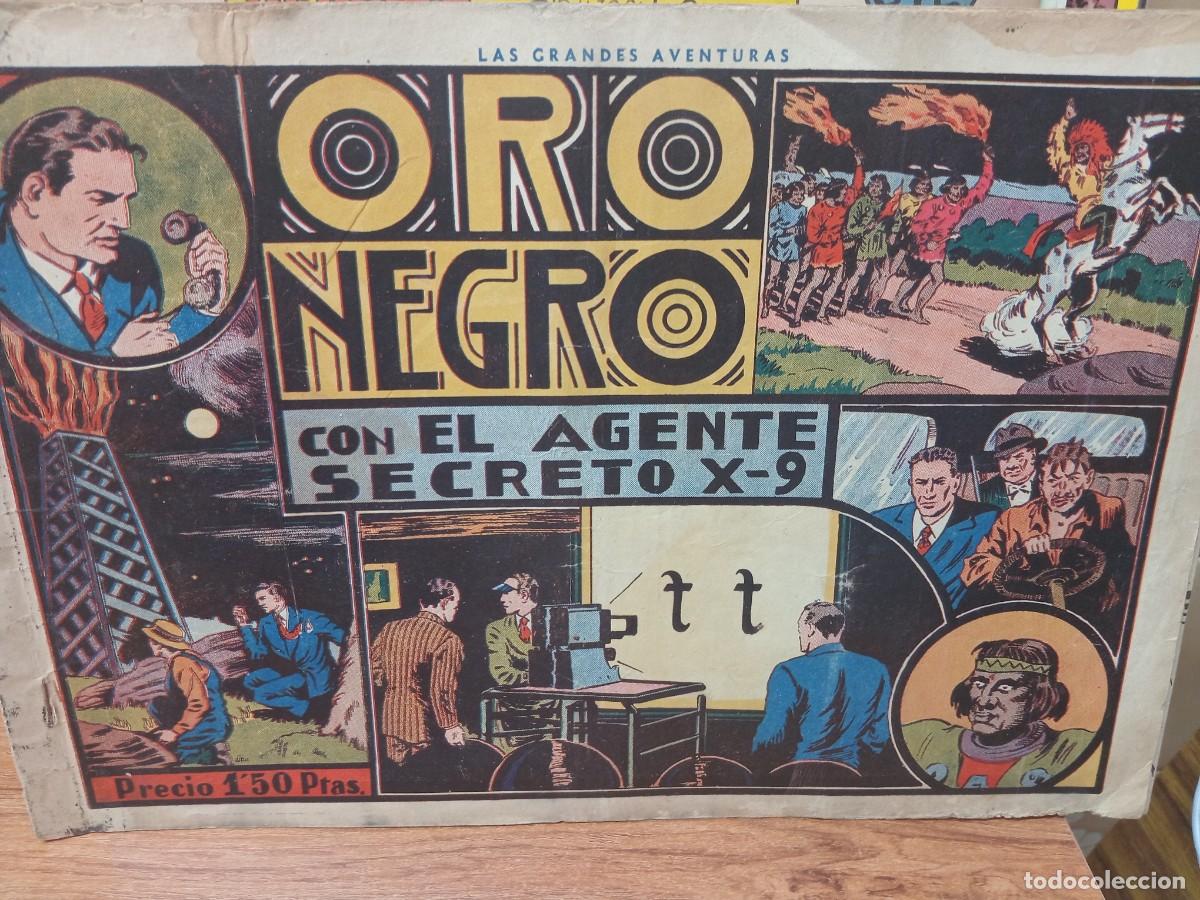 LAS GRANDES AVENTURAS
ORO
NEGRO
CON EL AGENTE
SECRETO X-9
t t
Precio 1'50 Ptas.
todocoleccion